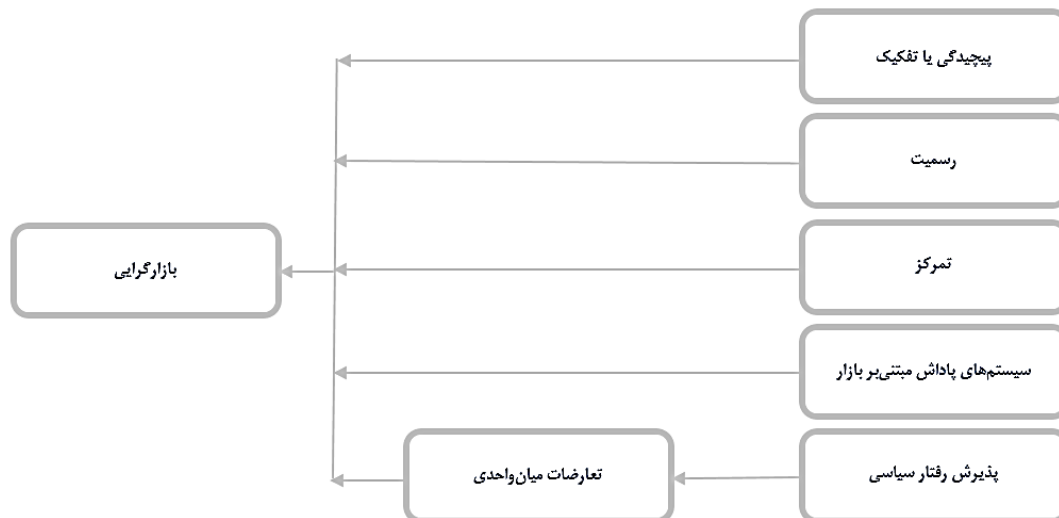 پیچیدگی یا تفکیک
رسمیت
تمرکز
بازارگرایی
سیستم‌های پاداش مبتنی‌بر بازار
پذیرش رفتار سیاسی
تعارضات میان‌واحدی